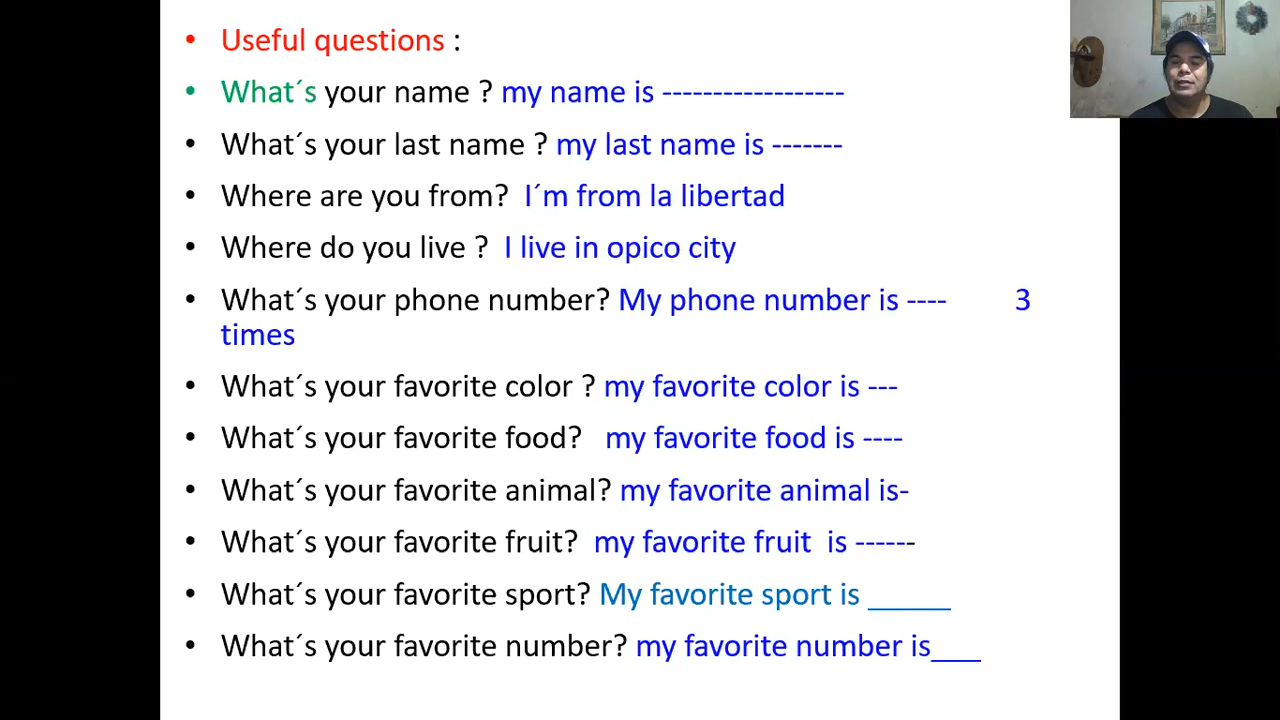 • Useful questions :
• What´s your name ? my name is ------------------
• What´s your last name ? my last name is -------
• Where are you from? I´m from la libertad
• Where do you live ? I live in opico city
• What´s your phone number? My phone number is ---- 3
times
• What´s your favorite color ? my favorite color is ---
• What´s your favorite food? my favorite food is ----
• What´s your favorite animal? my favorite animal is-
• What´s your favorite fruit? my favorite fruit is ------
• What´s your favorite sport? My favorite sport is _____
• What´s your favorite number? my favorite number is___